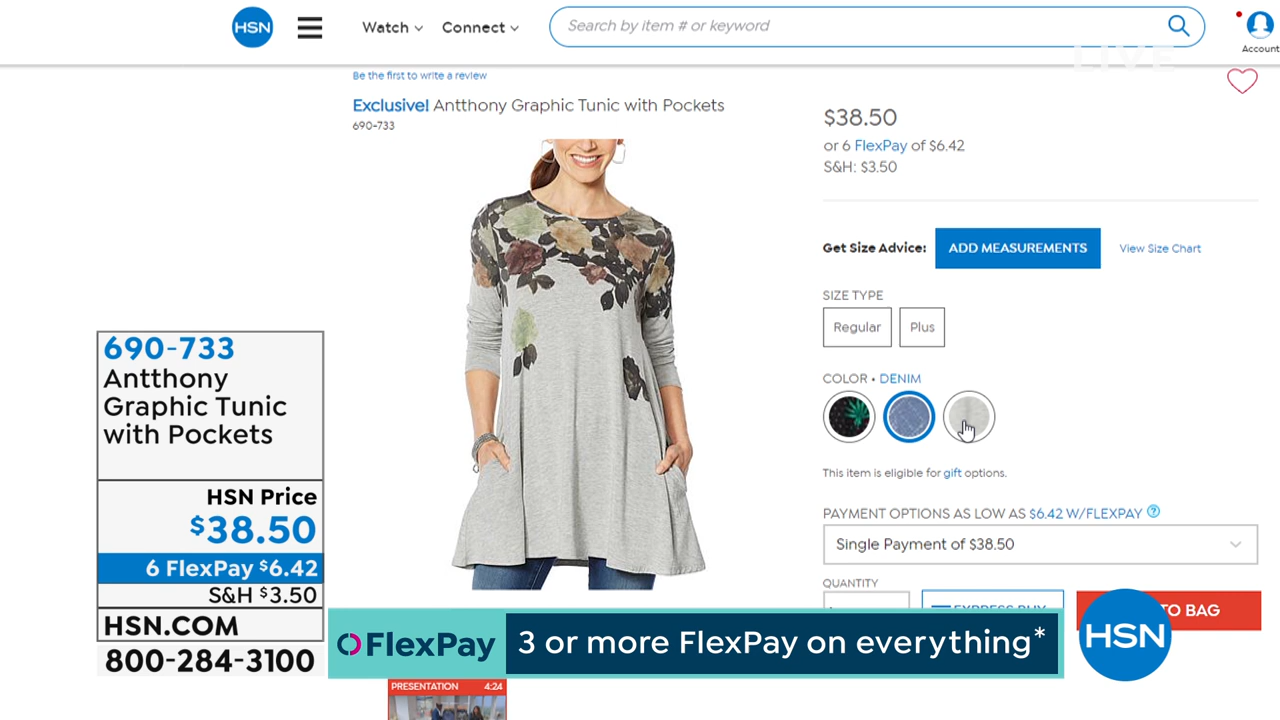 HSN
Watch
Connect
Search by item # or keyword
Account
LIVE
Be the first to write a review
Exclusive! Antthony Graphic Tunic with Pockets
690-733
$38.50
or 6 FlexPay of $6.42
S&H: $3.50
Get Size Advice:
ADD MEASUREMENTS
View Size Chart
SIZE TYPE
Regular
Plus
COLOR • DENIM
This item is eligible for gift options.
PAYMENT OPTIONS AS LOW AS $6.42 W/FLEXPAY ?
Single Payment of $38.50
QUANTITY
EXPRESS BUY
TO BAG
690-733
Antthony
Graphic Tunic
with Pockets
HSN Price
$38.50
6 FlexPay $6.42
S&H $3.50
HSN.COM
800-284-3100
FlexPay
3 or more FlexPay on everything*
HSN
PRESENTATION 4:24